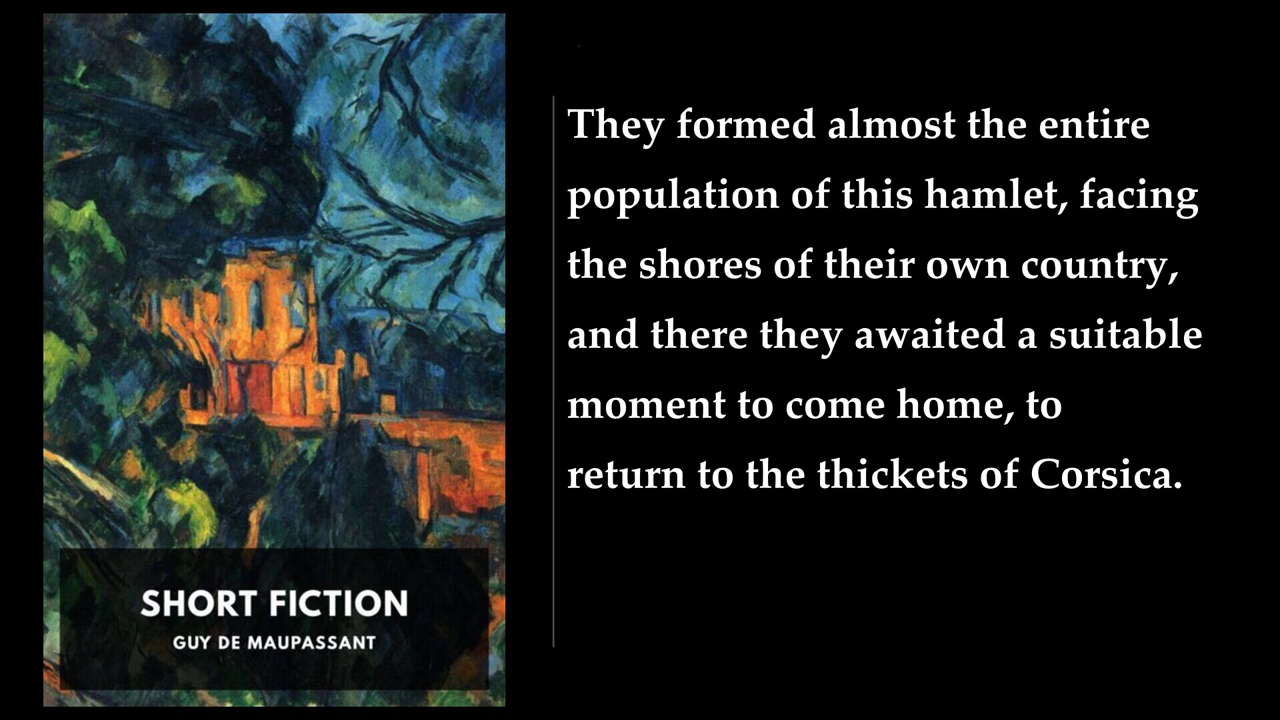 They formed almost the entire
population of this hamlet, facing
the shores of their own country,
and there they awaited a suitable
moment to come home, to
return to the thickets of Corsica.
SHORT FICTION
GUY DE MAUPASSANT